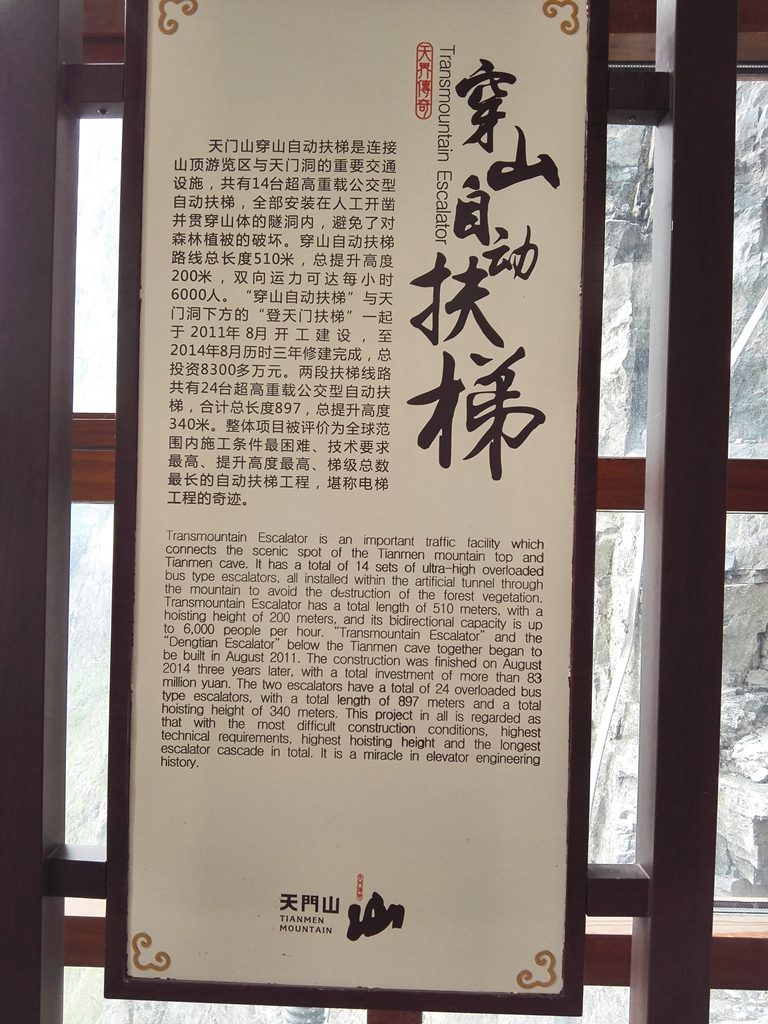 穿山自动扶梯
Transmountain Escalator
天界傳奇
天门山穿山自动扶梯是连接
山顶游览区与天门洞的重要交通
设施，共有14台超高重载公交型
自动扶梯，全部安装在人工开凿
并贯穿山体的隧洞内，避免了对
森林植被的破坏。穿山自动扶梯
路线总长度510米，总提升高度
200米，双向运力可达每小时
6000人。“穿山自动扶梯”与天
门洞下方的“登天门扶梯”一起
于2011年8月开工建设，至
2014年8月历时三年修建完成，总
投资8300多万元。两段扶梯线路
共有24台超高重载公交型自动扶
梯，合计总长度897，总提升高度
340米。整体项目被评价为全球范
围内施工条件最困难、技术要求
最高、提升高度最高、梯级总数
最长的自动扶梯工程，堪称电梯
工程的奇迹。
Transmountain Escalator is an important traffic facility which
connects the scenic spot of the Tianmen mountain top and
Tianmen cave. It has a total of 14 sets of ultra-high overloaded
bus type escalators, all installed within the artificial tunnel through
the mountain to avoid the destruction of the forest vegetation.
Transmountain Escalator has a total length of 510 meters, with a
hoisting height of 200 meters, and its bidirectional capacity is up
to 6,000 people per hour. "Transmountain Escalator" and the
"Dengtian Escalator" below the Tianmen cave together began to
be built in August 2011. The construction was finished on August
2014 three years later, with a total investment of more than 83
million yuan. The two escalators have a total of 24 overloaded bus
type escalators, with a total length of 897 meters and a total
hoisting height of 340 meters. This project in all is regarded as
that with the most difficult construction conditions, highest
technical requirements, highest hoisting height and the longest
escalator cascade in total. It is a miracle in elevator engineering
history.
天門山
TIANMEN
MOUNTAIN
山